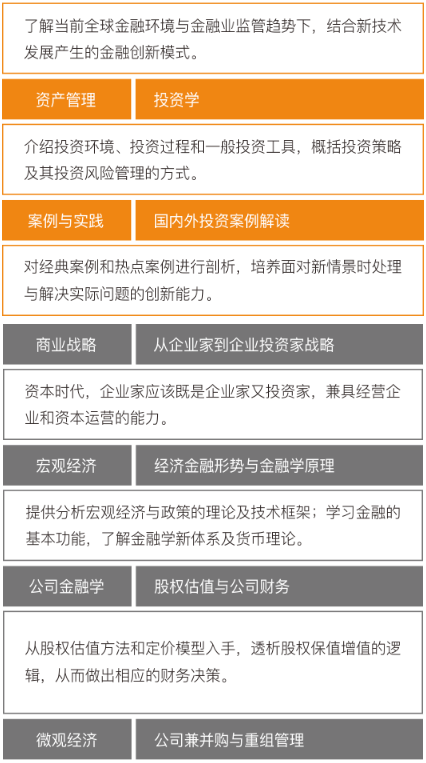 了解当前全球金融环境与金融业监管趋势下，结合新技术
发展产生的金融创新模式。
资产管理 投资学
介绍投资环境、投资过程和一般投资工具，概括投资策略
及其投资风险管理的方式。
案例与实践 国内外投资案例解读
对经典案例和热点案例进行剖析，培养面对新情景时处理
与解决实际问题的创新能力。
商业战略 从企业家到企业投资家战略
资本时代，企业家应该既是企业家又投资家，兼具经营企
业和资本运营的能力。
宏观经济 经济金融形势与金融学原理
提供分析宏观经济与政策的理论及技术框架；学习金融的
基本功能，了解金融学新体系及货币理论。
公司金融学 股权估值与公司财务
从股权估值方法和定价模型入手，透析股权保值增值的逻
辑，从而做出相应的财务决策。
微观经济 公司兼并购与重组管理